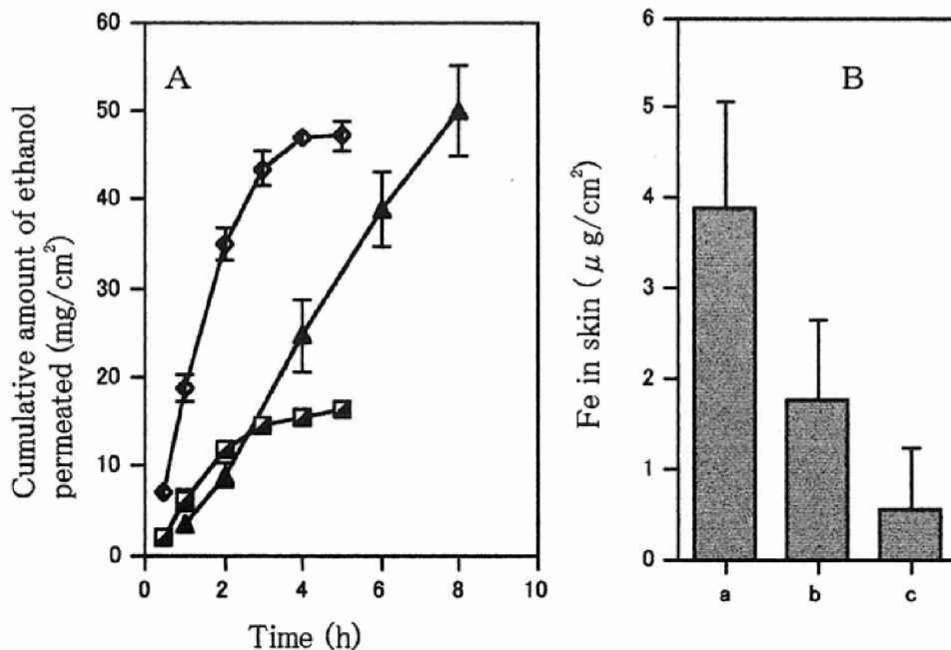 Cumulative amount of ethanol
permeated (mg/cm²)
60
50
40
30
20
10
0
A
0
2
4
6
8
10
Time (h)
Fe in skin (μ g/cm²)
6
5
4
3
2
1
0
B
a
b
c